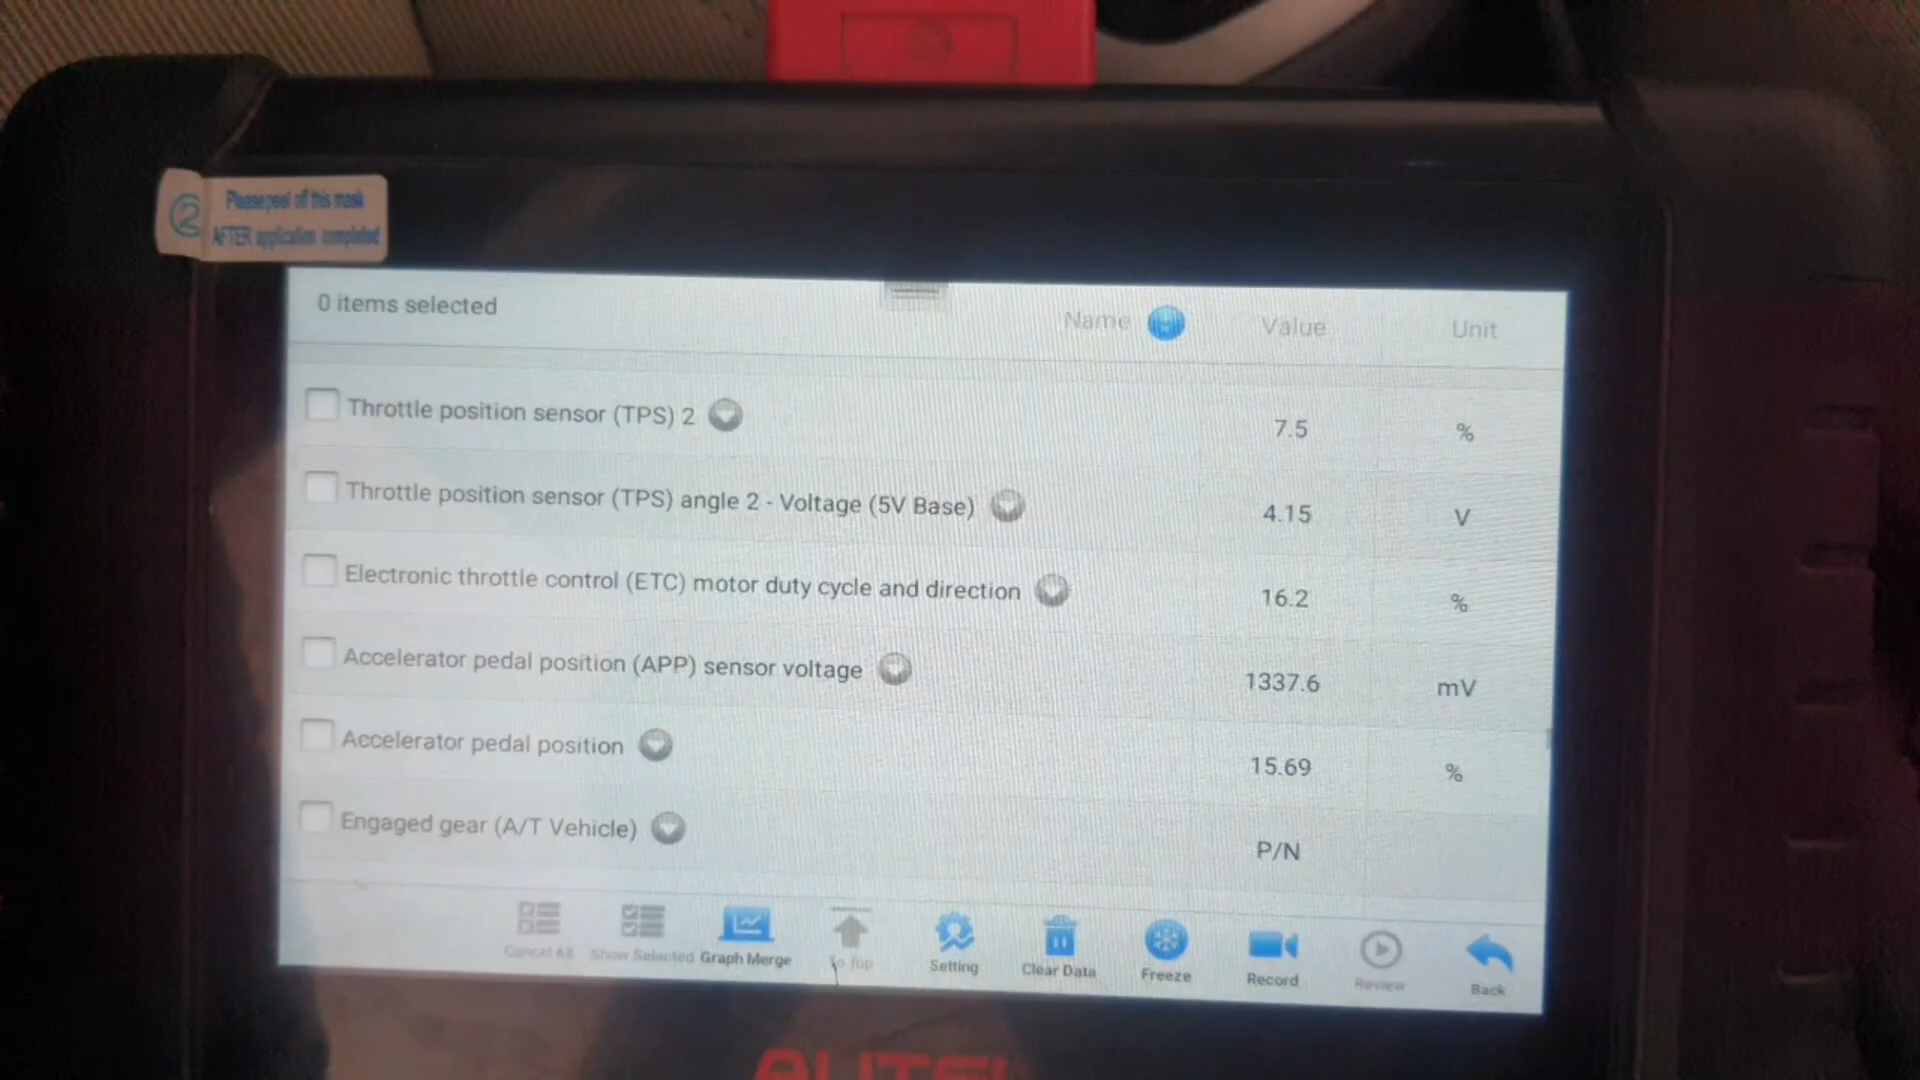 2
Please peel off this mask
AFTER application completed
0 items selected
Name Value Unit
Throttle position sensor (TPS) 2 7.5 %
Throttle position sensor (TPS) angle 2 - Voltage (5V Base) 4.15 V
Electronic throttle control (ETC) motor duty cycle and direction 16.2 %
Accelerator pedal position (APP) sensor voltage 1337.6 mV
Accelerator pedal position 15.69 %
Engaged gear (A/T Vehicle) P/N
Cancel All Show Selected Graph Merge To Top Setting Clear Data Freeze Record Review Back
AUTEL